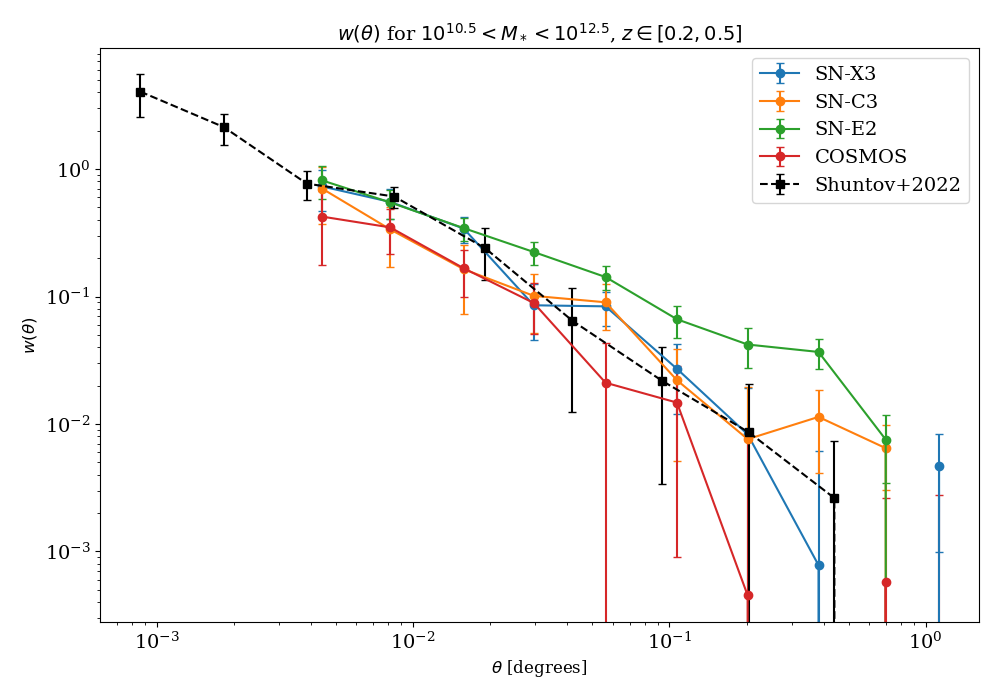 w(θ) for 10^10.5 < M_* < 10^12.5, z ∈ [0.2, 0.5]
SN-X3
SN-C3
SN-E2
COSMOS
Shuntov+2022
w(θ)
10^0
10^−1
10^−2
10^−3
10^−3
10^−2
10^−1
10^0
θ [degrees]